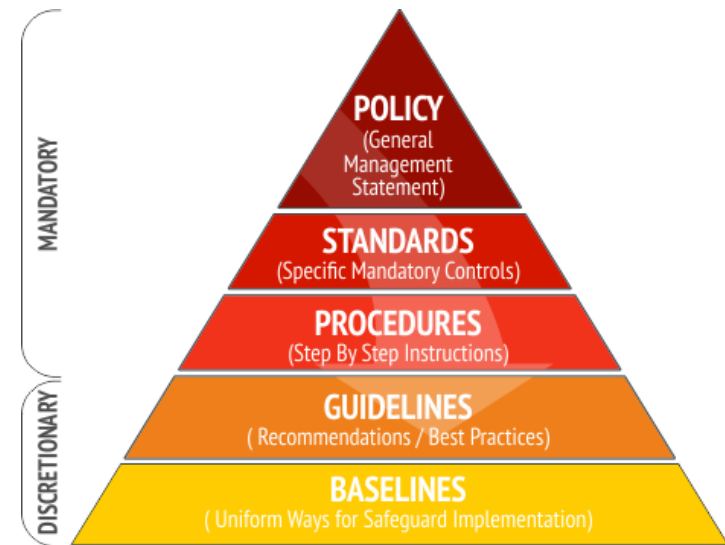 MANDATORY
POLICY
(General
Management
Statement)
STANDARDS
(Specific Mandatory Controls)
PROCEDURES
(Step By Step Instructions)
DISCRETIONARY
GUIDELINES
( Recommendations / Best Practices)
BASELINES
( Uniform Ways for Safeguard Implementation)